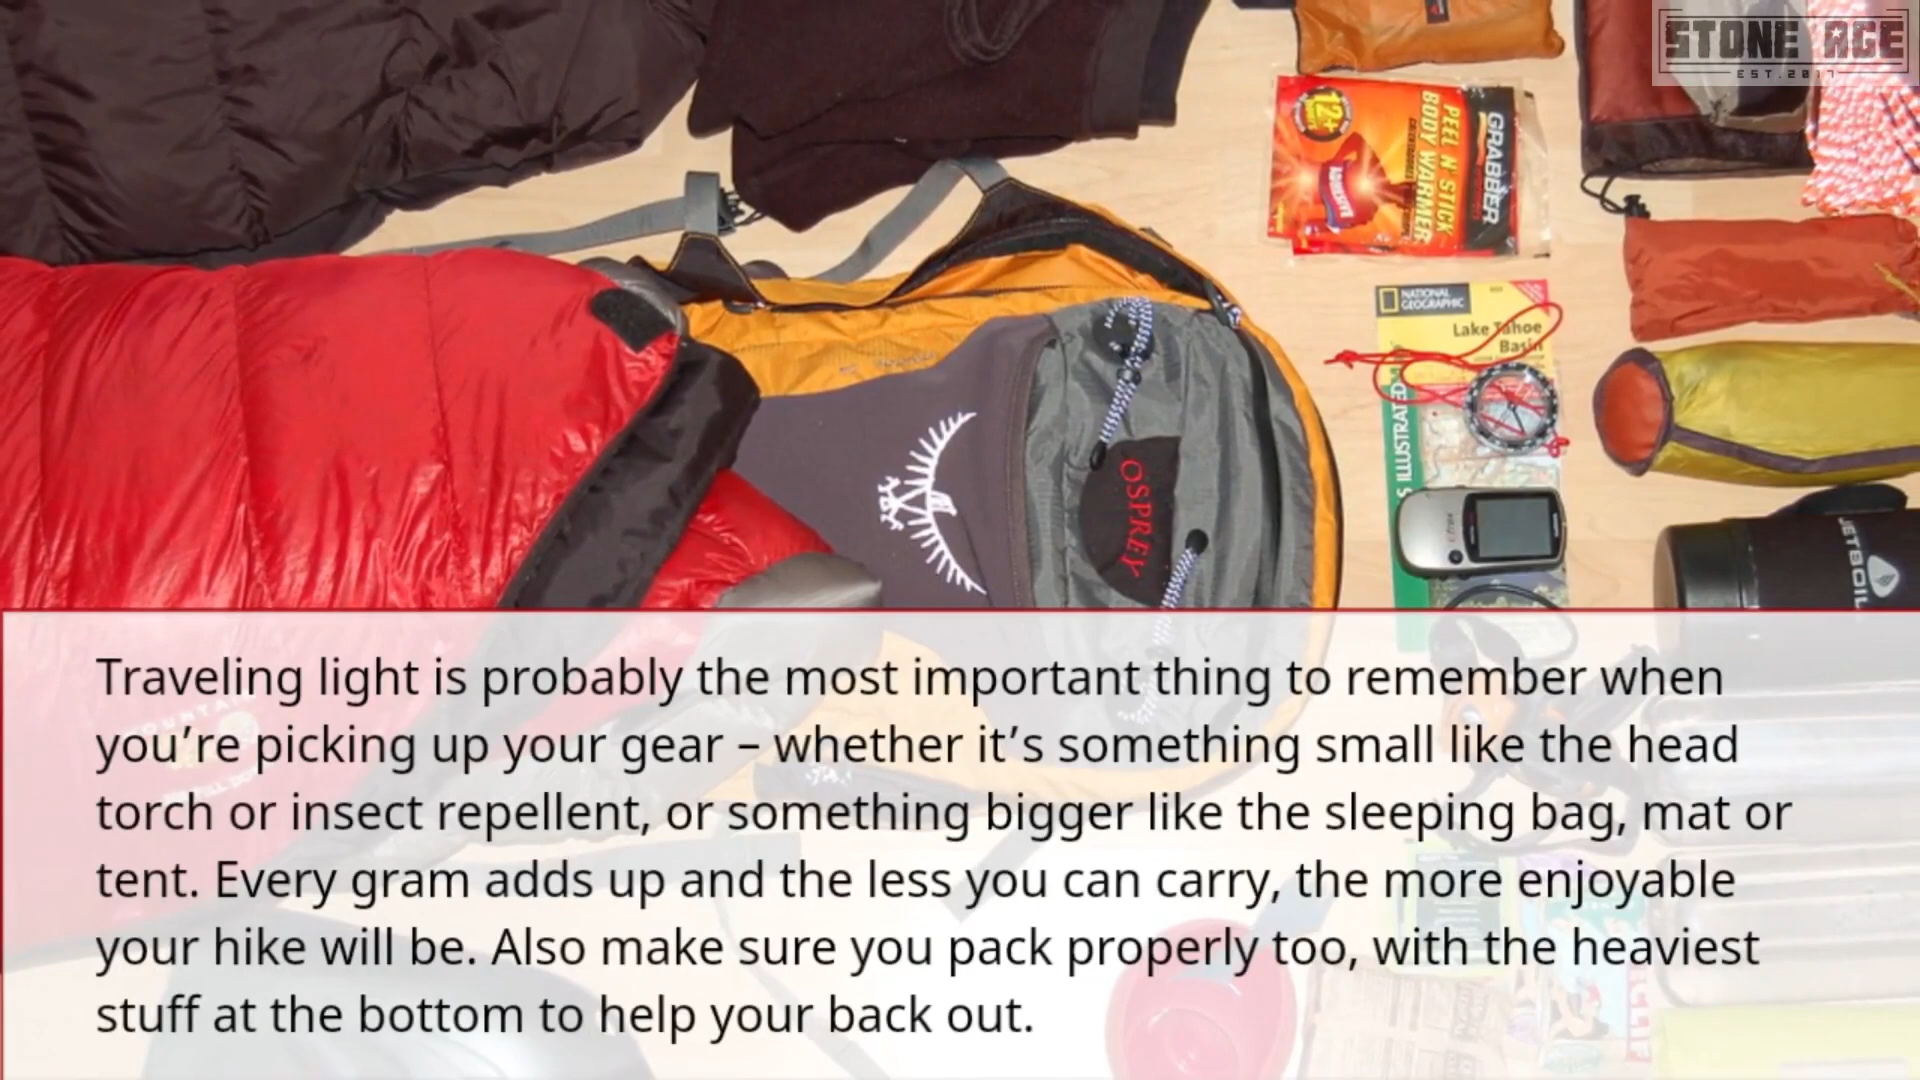 STONE AGE
EST.2017
12+
PEEL N' STICK
BODY WARMER
GRABBER
ADHESIVE
NATIONAL
GEOGRAPHIC
Lake Tahoe
Basin
S ILLUSTRATED
OSPREY
JETBOIL
Traveling light is probably the most important thing to remember when
you’re picking up your gear – whether it’s something small like the head
torch or insect repellent, or something bigger like the sleeping bag, mat or
tent. Every gram adds up and the less you can carry, the more enjoyable
your hike will be. Also make sure you pack properly too, with the heaviest
stuff at the bottom to help your back out.